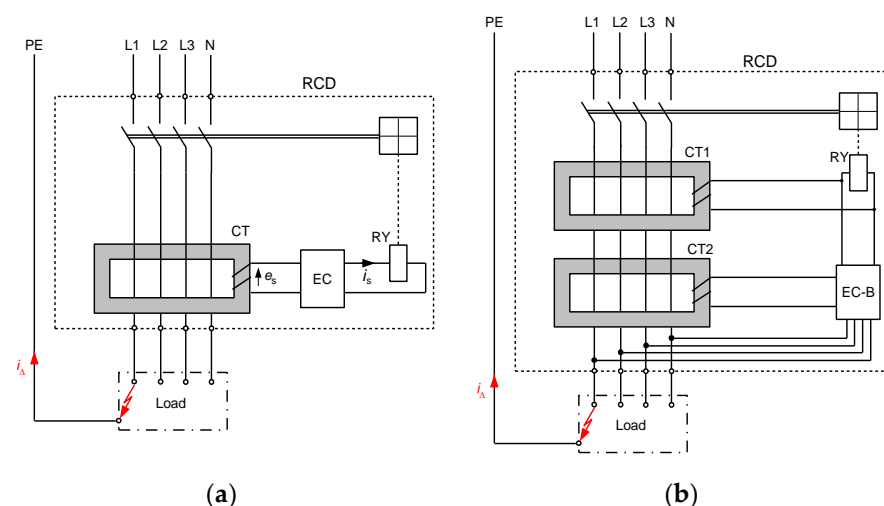 PE L1 L2 L3 N
RCD
CT
RY
EC
e_s
i_s
i_Δ
Load
(a)
PE L1 L2 L3 N
RCD
CT1
RY
CT2
EC-B
i_Δ
Load
(b)